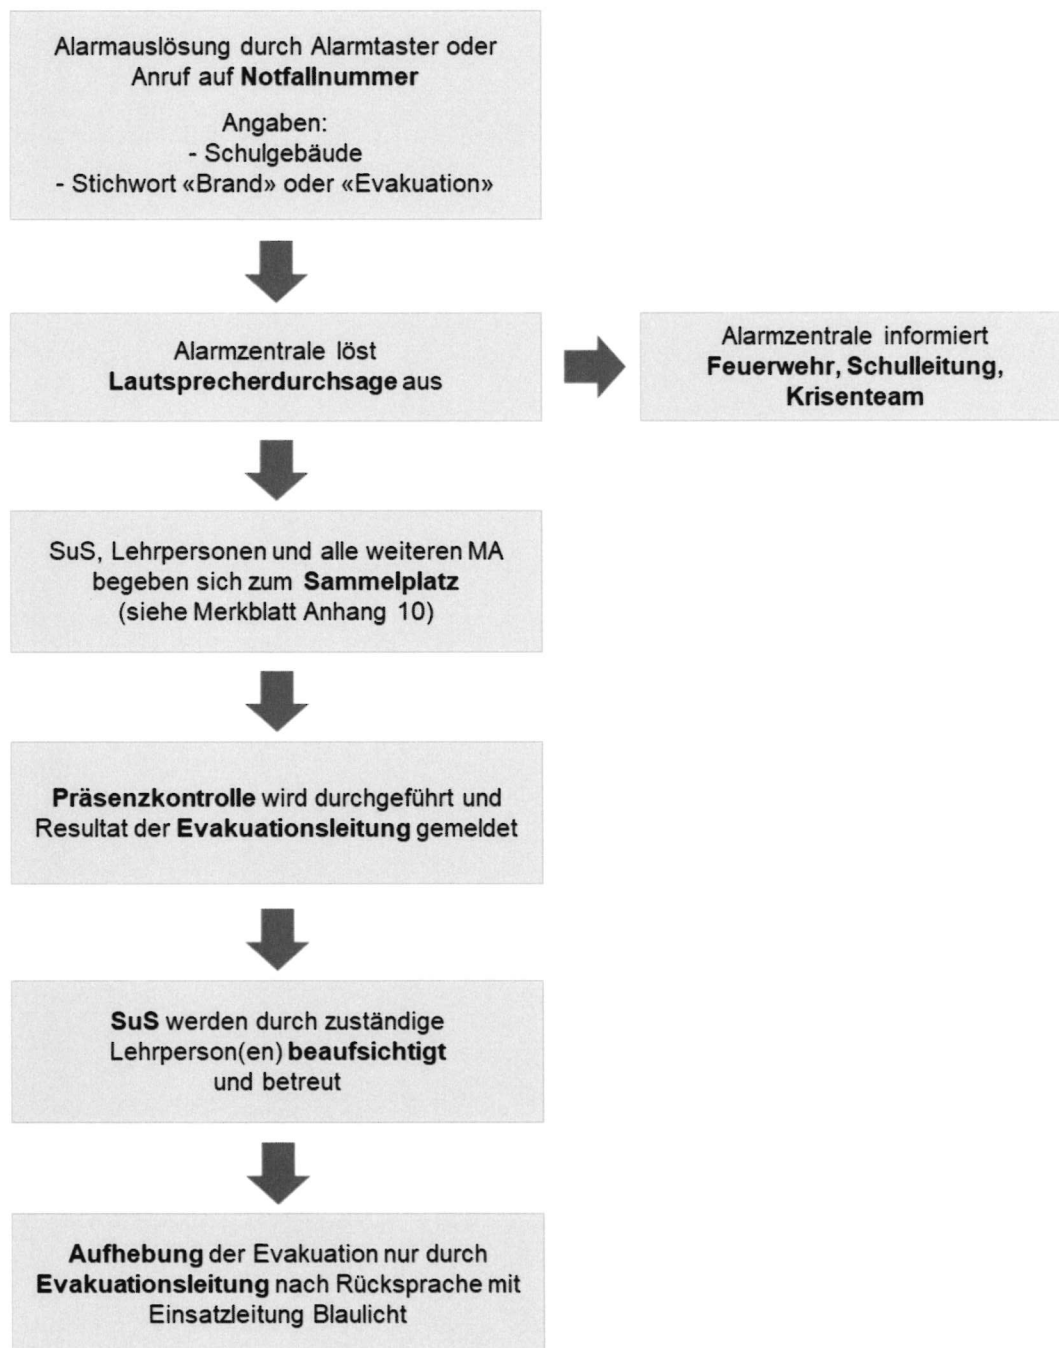 Alarmauslösung durch Alarmtaster oder
Anruf auf Notfallnummer
Angaben:
- Schulgebäude
- Stichwort «Brand» oder «Evakuation»
Alarmzentrale löst
Lautsprecherdurchsage aus
Alarmzentrale informiert
Feuerwehr, Schulleitung,
Krisenteam
SuS, Lehrpersonen und alle weiteren MA
begeben sich zum Sammelplatz
(siehe Merkblatt Anhang 10)
Präsenzkontrolle wird durchgeführt und
Resultat der Evakuationsleitung gemeldet
SuS werden durch zuständige
Lehrperson(en) beaufsichtigt
und betreut
Aufhebung der Evakuation nur durch
Evakuationsleitung nach Rücksprache mit
Einsatzleitung Blaulicht